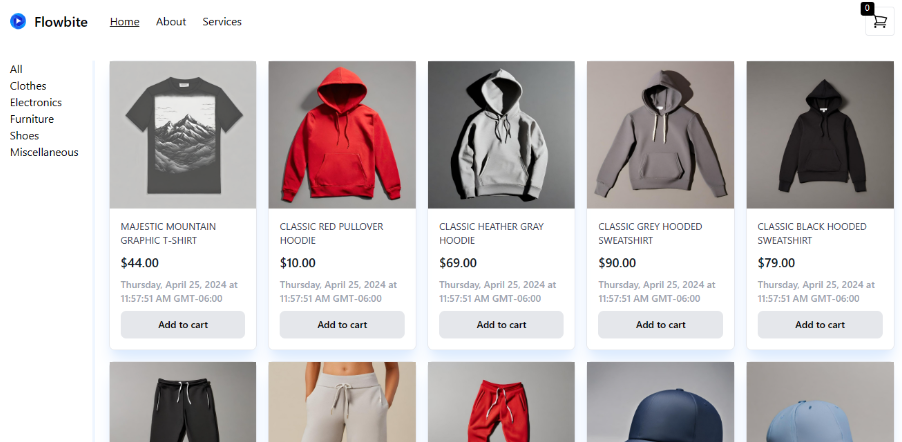 Flowbite
Home About Services
0
All
Clothes
Electronics
Furniture
Shoes
Miscellaneous
MAJESTIC MOUNTAIN
GRAPHIC T-SHIRT
$44.00
Thursday, April 25, 2024 at
11:57:51 AM GMT-06:00
Add to cart
CLASSIC RED PULLOVER
HOODIE
$10.00
Thursday, April 25, 2024 at
11:57:51 AM GMT-06:00
Add to cart
CLASSIC HEATHER GRAY
HOODIE
$69.00
Thursday, April 25, 2024 at
11:57:51 AM GMT-06:00
Add to cart
CLASSIC GREY HOODED
SWEATSHIRT
$90.00
Thursday, April 25, 2024 at
11:57:51 AM GMT-06:00
Add to cart
CLASSIC BLACK HOODED
SWEATSHIRT
$79.00
Thursday, April 25, 2024 at
11:57:51 AM GMT-06:00
Add to cart